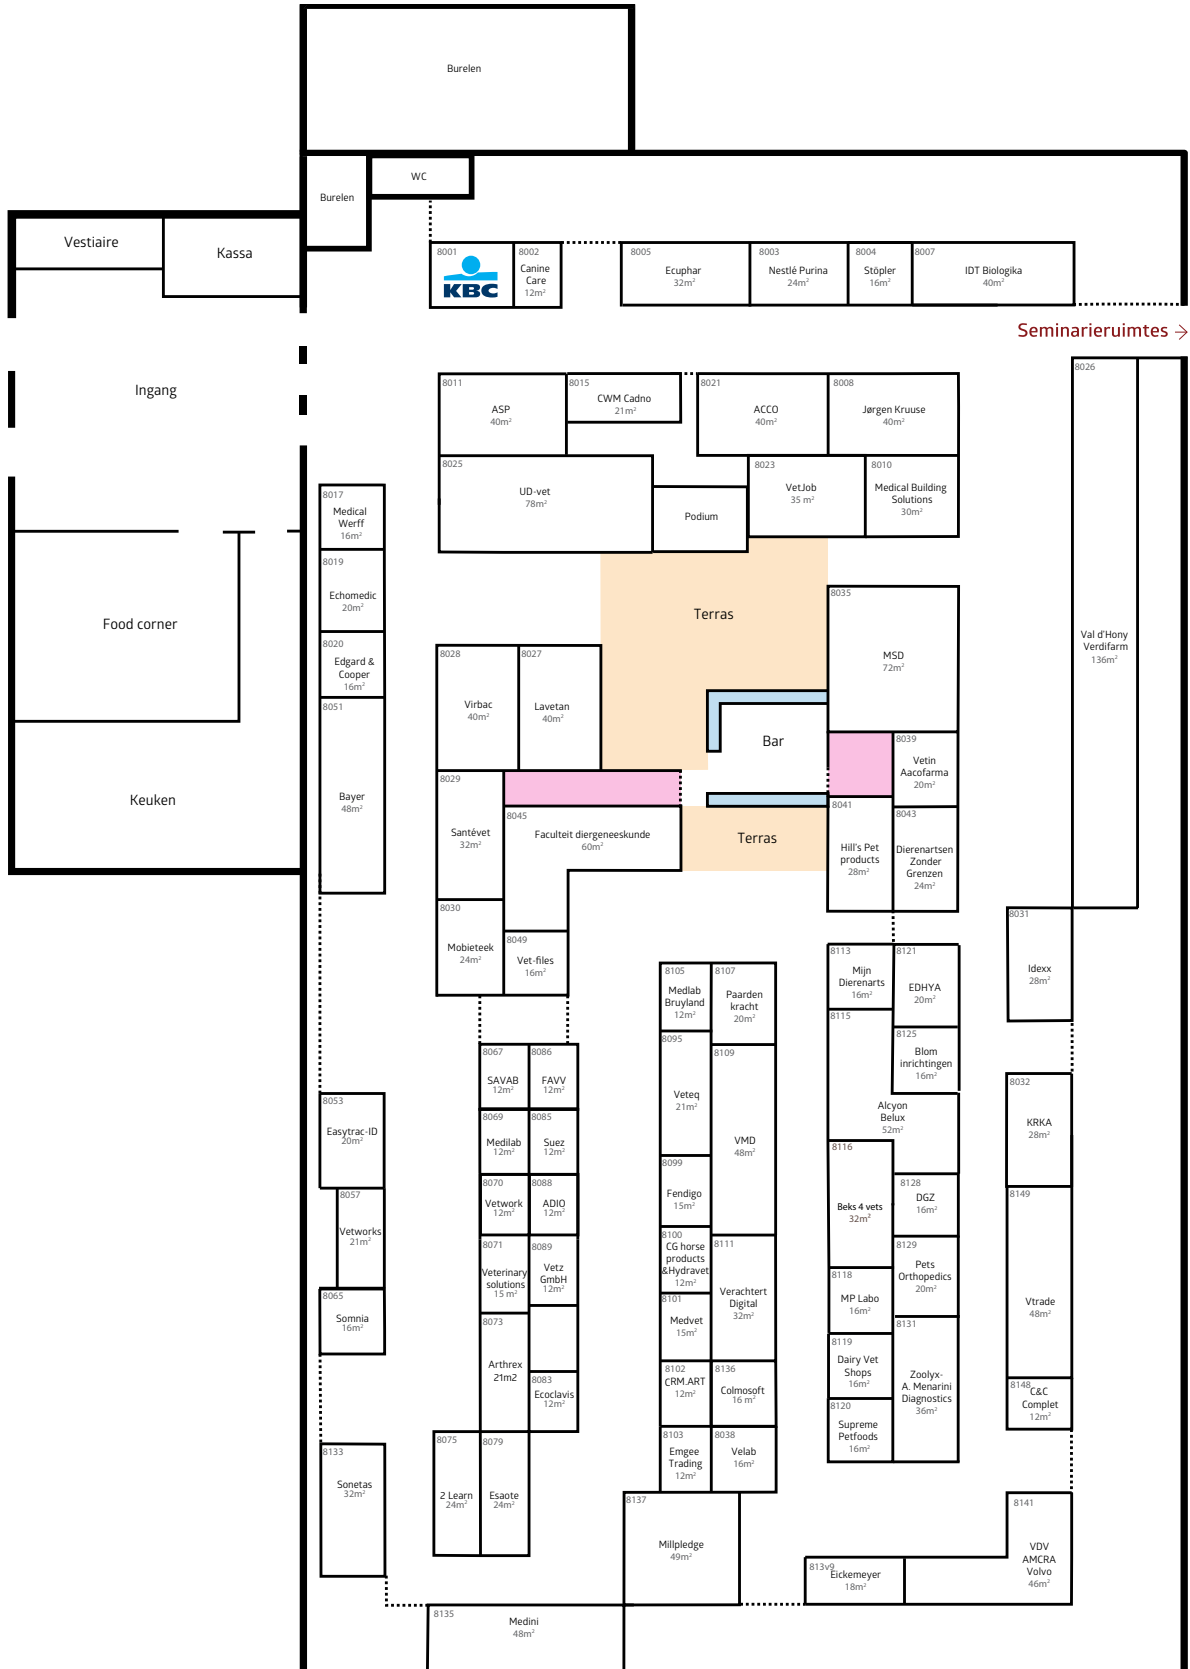 Burelen
WC
Burelen
Vestiaire
Kassa
8001
KBC
8002
Canine
Care
12m²
8005
Ecuphar
32m²
8003
Nestlé Purina
24m²
8004
Stöpler
16m²
8007
IDT Biologika
40m²
Seminarieruimtes →
Ingang
8011
ASP
40m²
8015
CWM Cadno
21m²
8021
ACCO
40m²
8008
Jørgen Kruuse
40m²
8026
Val d'Hony
Verdifarm
136m²
8025
UD-vet
78m²
Podium
8023
VetJob
35 m²
8010
Medical Building
Solutions
30m²
8017
Medical
Werff
16m²
8019
Echomedic
20m²
8020
Edgard &
Cooper
16m²
8051
Bayer
48m²
Food corner
Keuken
Terras
8035
MSD
72m²
8028
Virbac
40m²
8027
Lavetan
40m²
Bar
8039
Vetin
Aacofarma
20m²
8029
Santévet
32m²
8045
Faculteit diergeneeskunde
60m²
Terras
8041
Hill's Pet
products
28m²
8043
Dierenartsen
Zonder
Grenzen
24m²
8030
Mobieteek
24m²
8049
Vet-files
16m²
8031
Idexx
28m²
8105
Medlab
Bruyland
12m²
8107
Paarden
kracht
20m²
8113
Mijn
Dierenarts
16m²
8121
EDHYA
20m²
8115
Alcyon
Belux
52m²
8125
Blom
inrichtingen
16m²
8095
Veteq
21m²
8109
VMD
48m²
8067
SAVAB
12m²
8086
FAVV
12m²
8069
Medilab
12m²
8085
Suez
12m²
8070
Vetwork
12m²
8088
ADIO
12m²
8071
Veterinary
solutions
15 m²
8089
Vetz
GmbH
12m²
8073
Arthrex
21m2
8083
Ecoclavis
12m²
8075
2 Learn
24m²
8079
Esaote
24m²
8053
Easytrac-ID
20m²
8057
Vetworks
21m²
8065
Somnia
16m²
8133
Sonetas
32m²
8099
Fendigo
15m²
8100
CG horse
products
&Hydravet
12m²
8101
Medvet
15m²
8111
Verachtert
Digital
32m²
8102
CRM.ART
12m²
8136
Colmosoft
16 m²
8103
Emgee
Trading
12m²
8038
Velab
16m²
8116
Beks 4 vets
32m²
8128
DGZ
16m²
8129
Pets
Orthopedics
20m²
8118
MP Labo
16m²
8119
Dairy Vet
Shops
16m²
8120
Supreme
Petfoods
16m²
8131
Zoolyx-
A. Menarini
Diagnostics
36m²
8032
KRKA
28m²
8149
Vtrade
48m²
8148
C&C
Complet
12m²
8137
Millpledge
49m²
813v9
Eickemeyer
18m²
8141
VDV
AMCRA
Volvo
46m²
8135
Medini
48m²